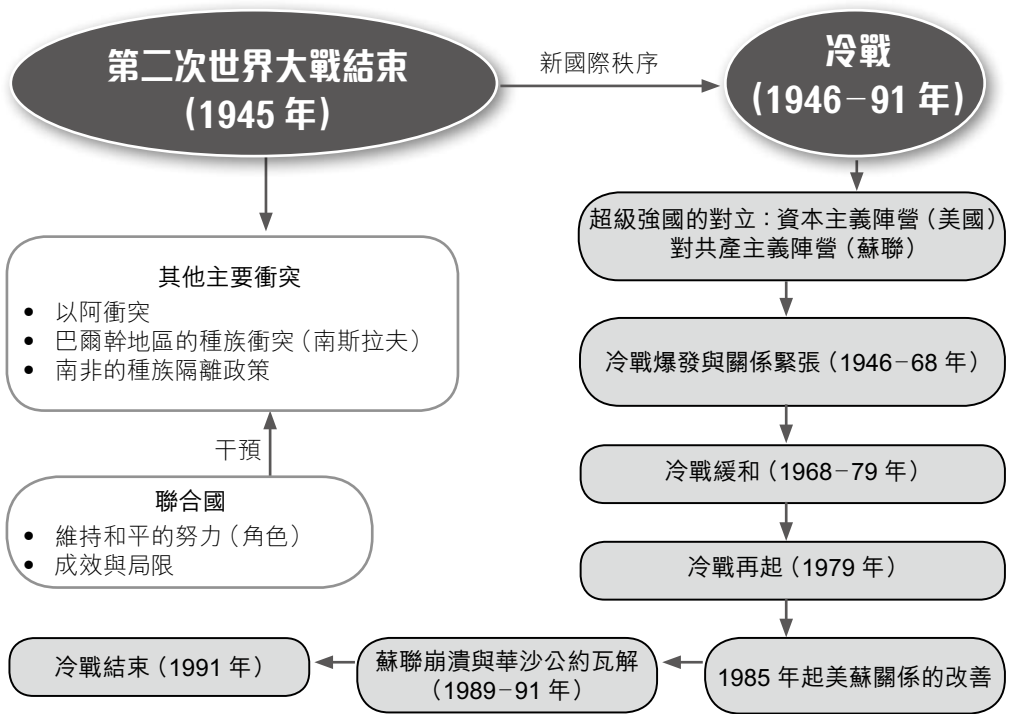 第二次世界大戰結束
(1945 年)
新國際秩序
冷戰
(1946－91 年)
其他主要衝突
• 以阿衝突
• 巴爾幹地區的種族衝突（南斯拉夫）
• 南非的種族隔離政策
干預
聯合國
• 維持和平的努力（角色）
• 成效與局限
超級強國的對立：資本主義陣營（美國）
對共產主義陣營（蘇聯）
冷戰爆發與關係緊張（1946－68 年）
冷戰緩和（1968－79 年）
冷戰再起（1979 年）
1985 年起美蘇關係的改善
蘇聯崩潰與華沙公約瓦解
（1989－91 年）
冷戰結束（1991 年）